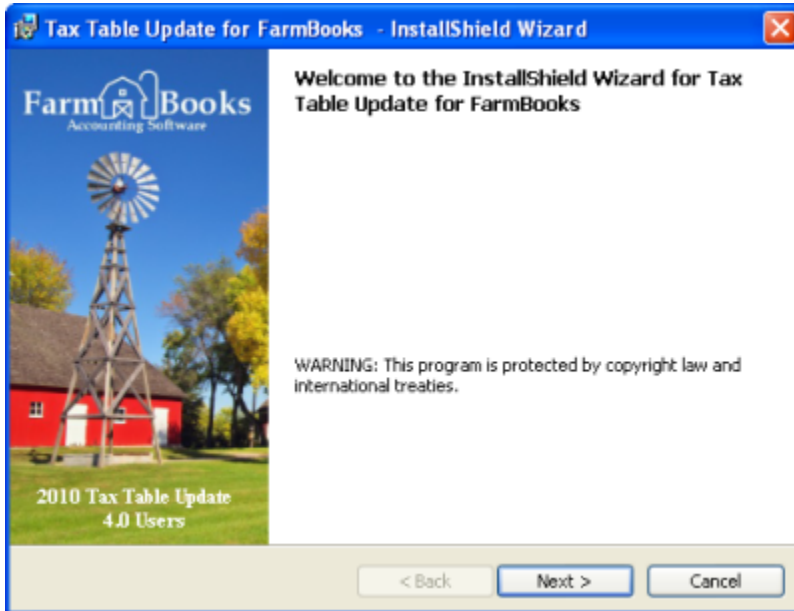 Tax Table Update for FarmBooks - InstallShield Wizard
FarmBooks
Accounting Software
Welcome to the InstallShield Wizard for Tax
Table Update for FarmBooks
WARNING: This program is protected by copyright law and
international treaties.
2010 Tax Table Update
4.0 Users
< Back
Next >
Cancel